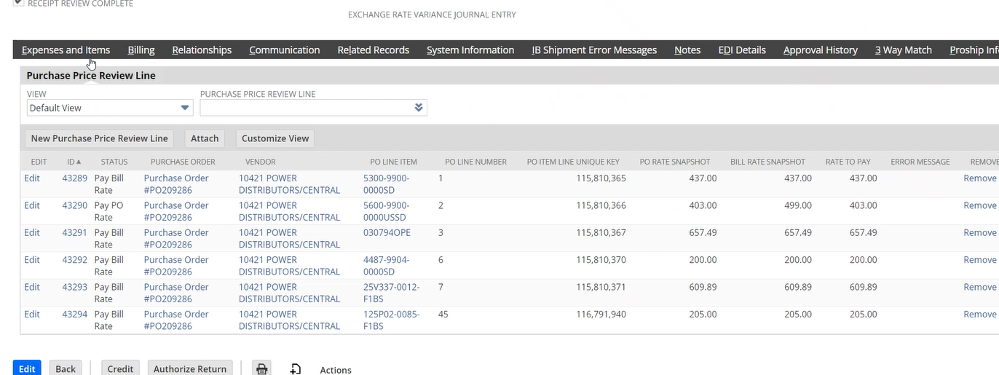 RECEIPT REVIEW COMPLETE
EXCHANGE RATE VARIANCE JOURNAL ENTRY
Expenses and Items Billing Relationships Communication Related Records System Information IB Shipment Error Messages Notes EDI Details Approval History 3 Way Match Proship Inf
Purchase Price Review Line
VIEW PURCHASE PRICE REVIEW LINE
Default View
New Purchase Price Review Line Attach Customize View
EDIT ID ▲ STATUS PURCHASE ORDER VENDOR PO LINE ITEM PO LINE NUMBER PO ITEM LINE UNIQUE KEY PO RATE SNAPSHOT BILL RATE SNAPSHOT RATE TO PAY ERROR MESSAGE REMOVE
Edit 43289 Pay Bill Purchase Order 10421 POWER 5300-9900- 1 115,810,365 437.00 437.00 437.00 Remove
Rate #PO209286 DISTRIBUTORS/CENTRAL 0000SD
Edit 43290 Pay PO Purchase Order 10421 POWER 5600-9900- 2 115,810,366 403.00 499.00 403.00 Remove
Rate #PO209286 DISTRIBUTORS/CENTRAL 0000USSD
Edit 43291 Pay Bill Purchase Order 10421 POWER 030794OPE 3 115,810,367 657.49 657.49 657.49 Remove
Rate #PO209286 DISTRIBUTORS/CENTRAL
Edit 43292 Pay Bill Purchase Order 10421 POWER 4487-9904- 6 115,810,370 200.00 200.00 200.00 Remove
Rate #PO209286 DISTRIBUTORS/CENTRAL 0000SD
Edit 43293 Pay Bill Purchase Order 10421 POWER 25V337-0012- 7 115,810,371 609.89 609.89 609.89 Remove
Rate #PO209286 DISTRIBUTORS/CENTRAL F1BS
Edit 43294 Pay Bill Purchase Order 10421 POWER 125P02-0085- 45 116,791,940 205.00 205.00 205.00 Remove
Rate #PO209286 DISTRIBUTORS/CENTRAL F1BS
Edit Back Credit Authorize Return Actions